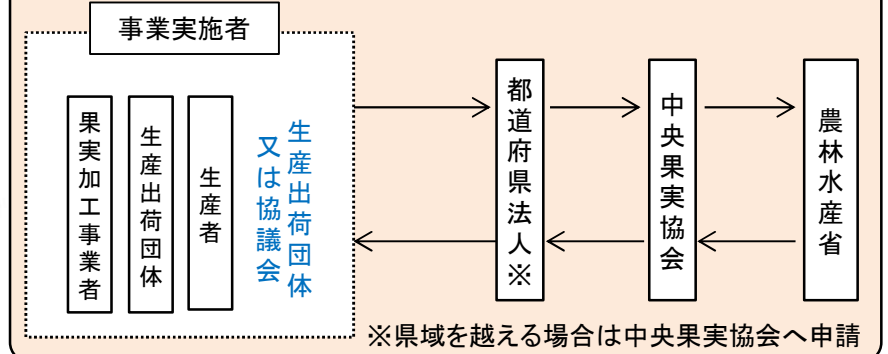 事業実施者
果実加工事業者
生産出荷団体
生産者
生産出荷団体
又は協議会
都道府県法人※
中央果実協会
農林水産省
※県域を越える場合は中央果実協会へ申請